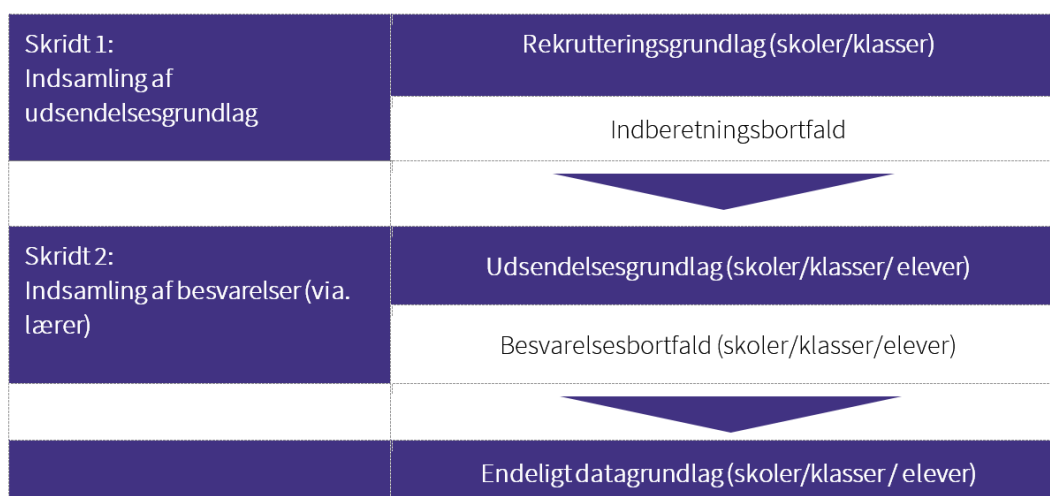 Skridt 1:
Indsamling af
udsendelsesgrundlag
Rekrutteringsgrundlag (skoler/klasser)
Indberetningsbortfald
Skridt 2:
Indsamling af besvarelser (via.
lærer)
Udsendelsesgrundlag (skoler/klasser/ elever)
Besvarelsesbortfald (skoler/klasser/elever)
Endeligt datagrundlag (skoler/klasser / elever)